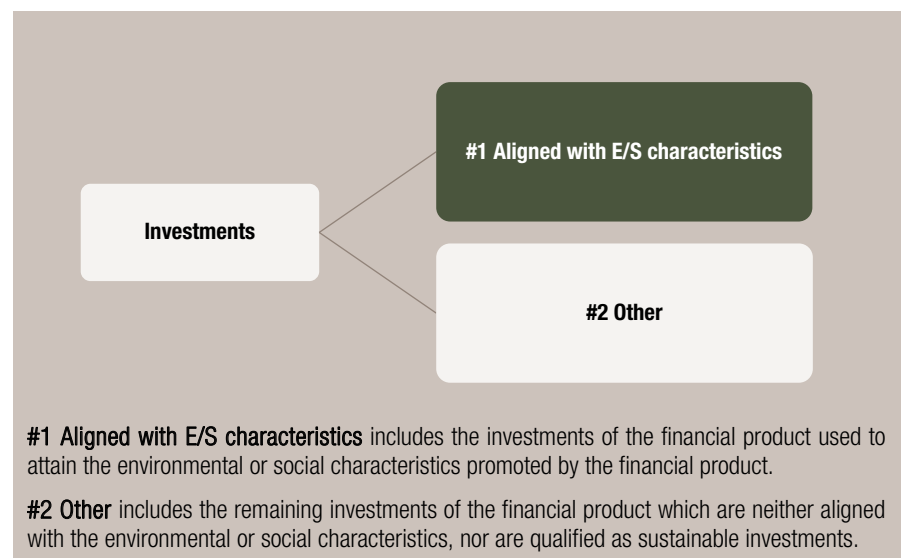 #1 Aligned with E/S characteristics
Investments
#2 Other
#1 Aligned with E/S characteristics includes the investments of the financial product used to
attain the environmental or social characteristics promoted by the financial product.
#2 Other includes the remaining investments of the financial product which are neither aligned
with the environmental or social characteristics, nor are qualified as sustainable investments.